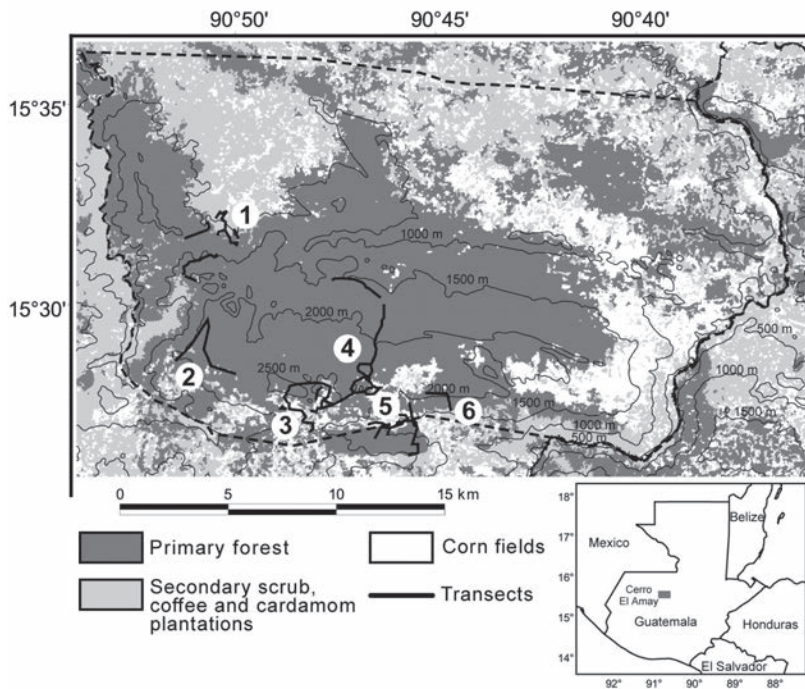 90°50' 90°45' 90°40'
15°35'
1
1000 m
1500 m
15°30'
2000 m
500 m
4
2
2500 m
1000 m
2000 m
5
6
1500 m
1500 m
3
1000 m
500 m
0 5 10 15 km
Primary forest
Corn fields
Secondary scrub,
coffee and cardamom
plantations
Transects
18°
17°
16°
15°
14°
Belize
Mexico
Cerro
El Amay
Guatemala
Honduras
El Salvador
92° 91° 90° 89° 88°